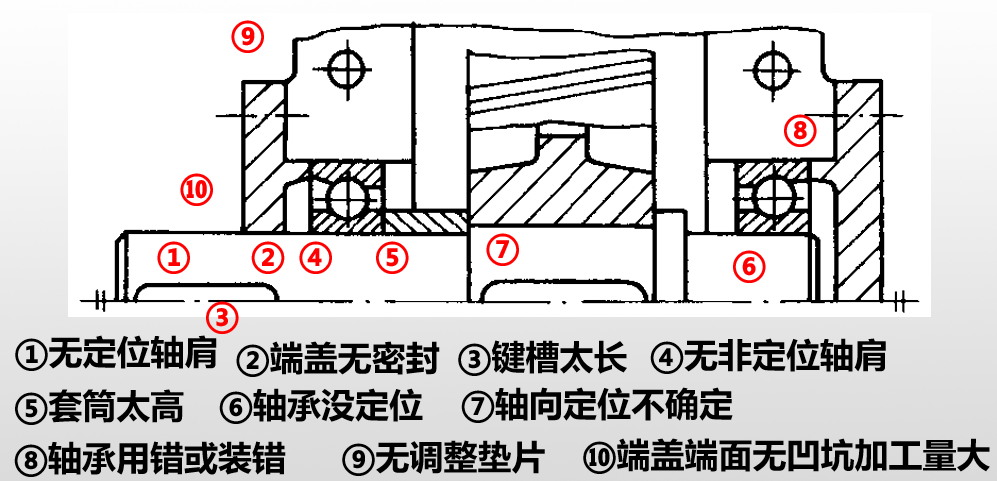 ⑨
⑧
⑩
① ② ④ ⑤ ⑦ ⑥
③
①无定位轴肩 ②端盖无密封 ③键槽太长 ④无非定位轴肩
⑤套筒太高 ⑥轴承没定位 ⑦轴向定位不确定
⑧轴承用错或装错 ⑨无调整垫片 ⑩端盖端面无凹坑加工量大